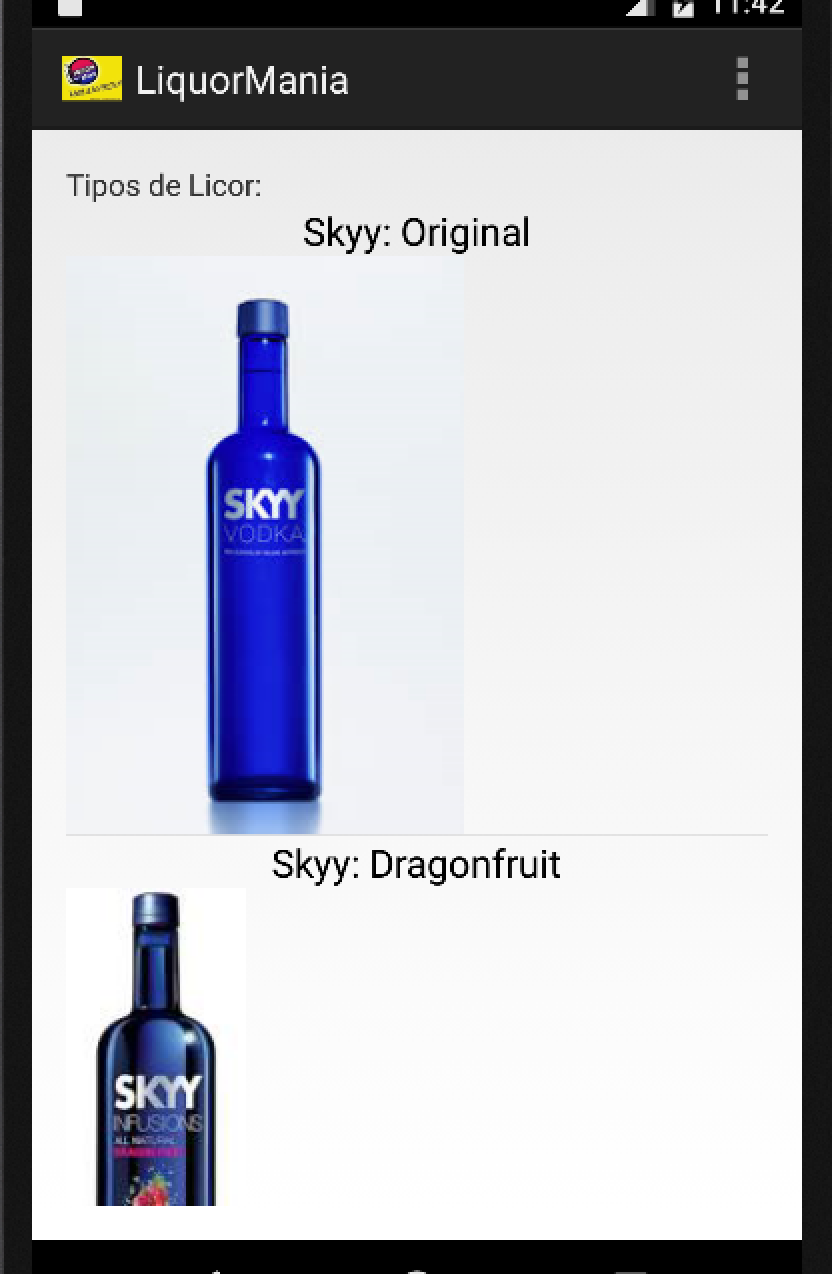 11:42
LiquorMania
Tipos de Licor:
Skyy: Original
SKYY
VODKA
Skyy: Dragonfruit
SKYY
INFUSIONS
ALL NATURAL
DRAGON FRUIT